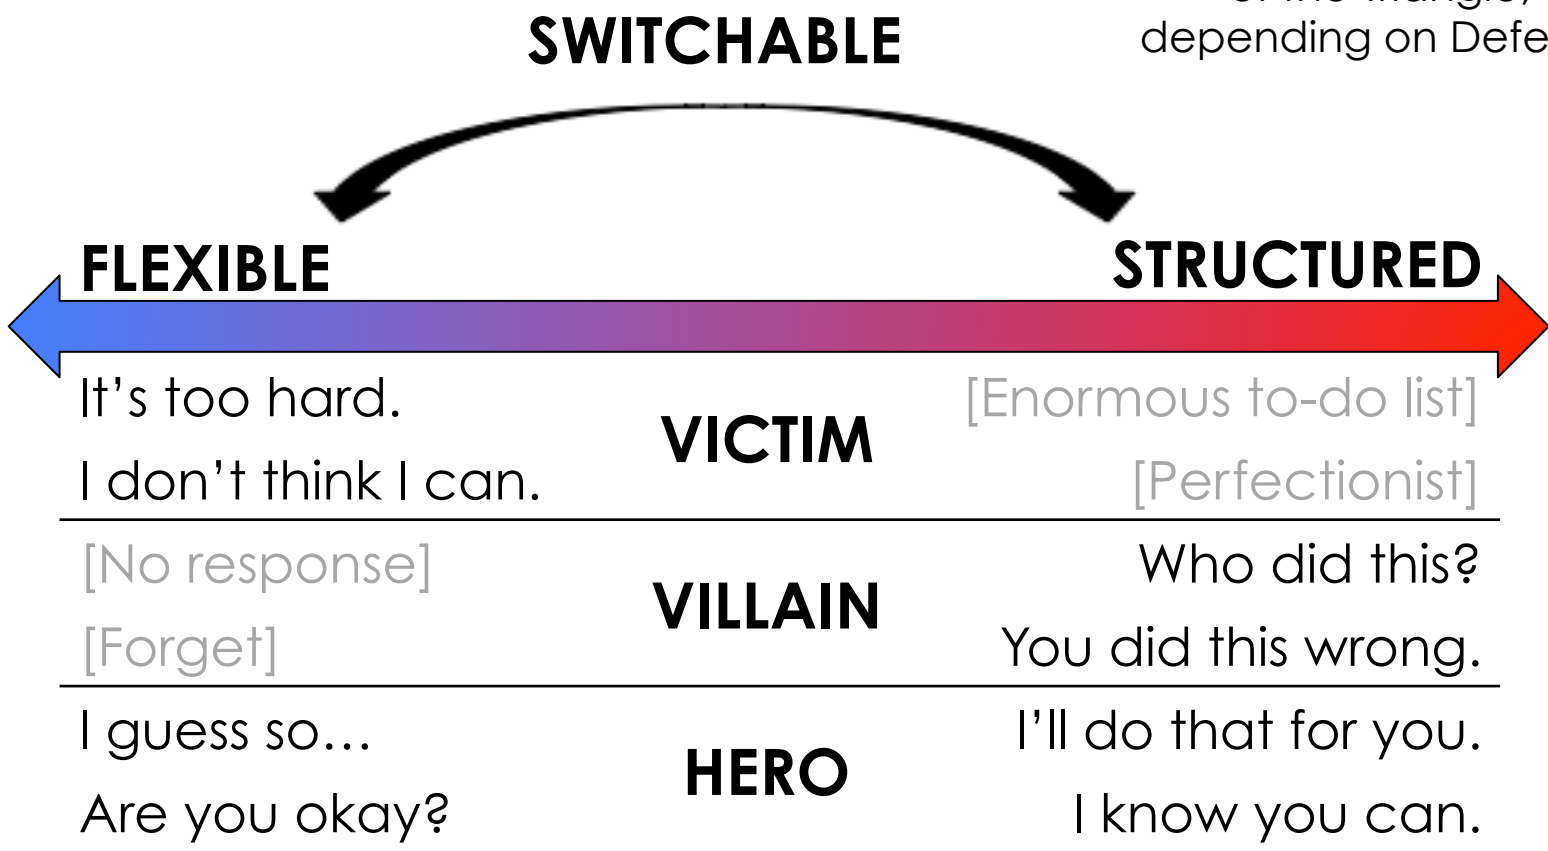 SWITCHABLE
depending on Defe
FLEXIBLE
STRUCTURED
It’s too hard.
I don’t think I can.
VICTIM
[Enormous to-do list]
[Perfectionist]
[No response]
[Forget]
VILLAIN
Who did this?
You did this wrong.
I guess so…
Are you okay?
HERO
I’ll do that for you.
I know you can.